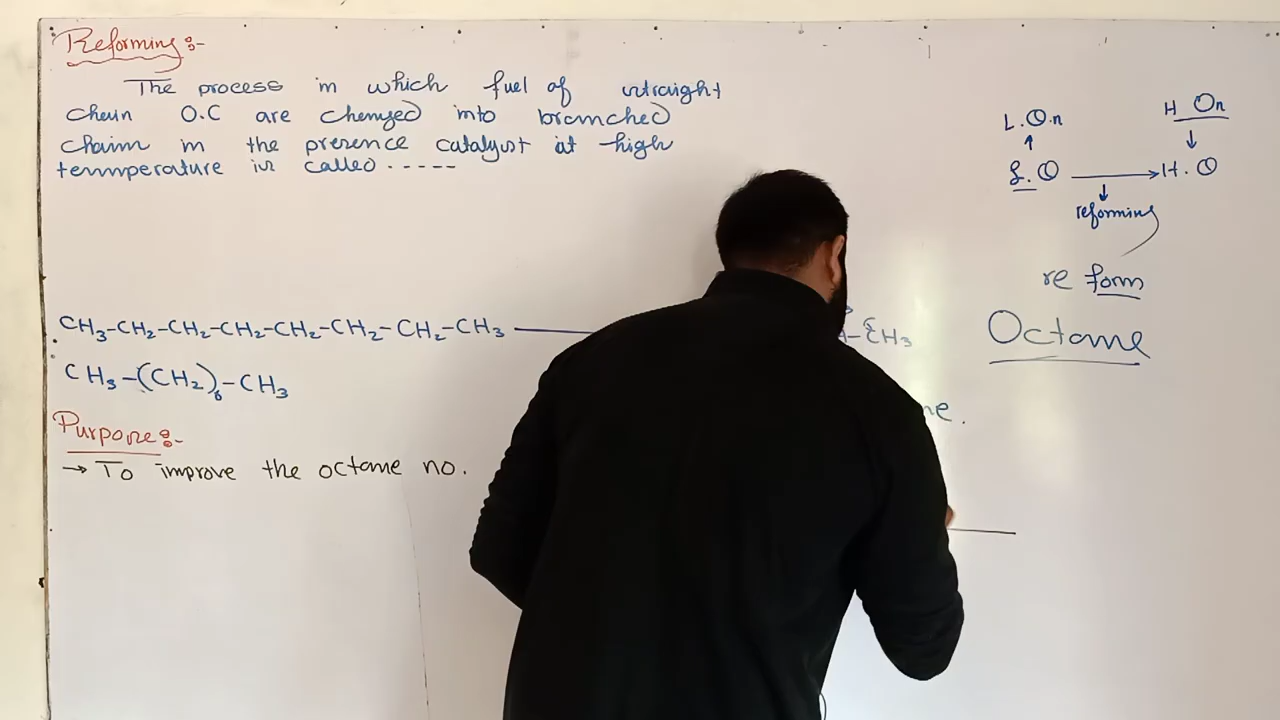 Reforming :-
The process in which fuel of straight
chain O.C are changed into branched
chain in the presence catalyst at high
temperature is called -----
L.O.n
H On
L.O → H.O
reforming
re form
CH3-CH2-CH2-CH2-CH2-CH2-CH2-CH3
-CH3
Octane
CH3-(CH2)6-CH3
ne.
Purpose:-
→ To improve the octane no.